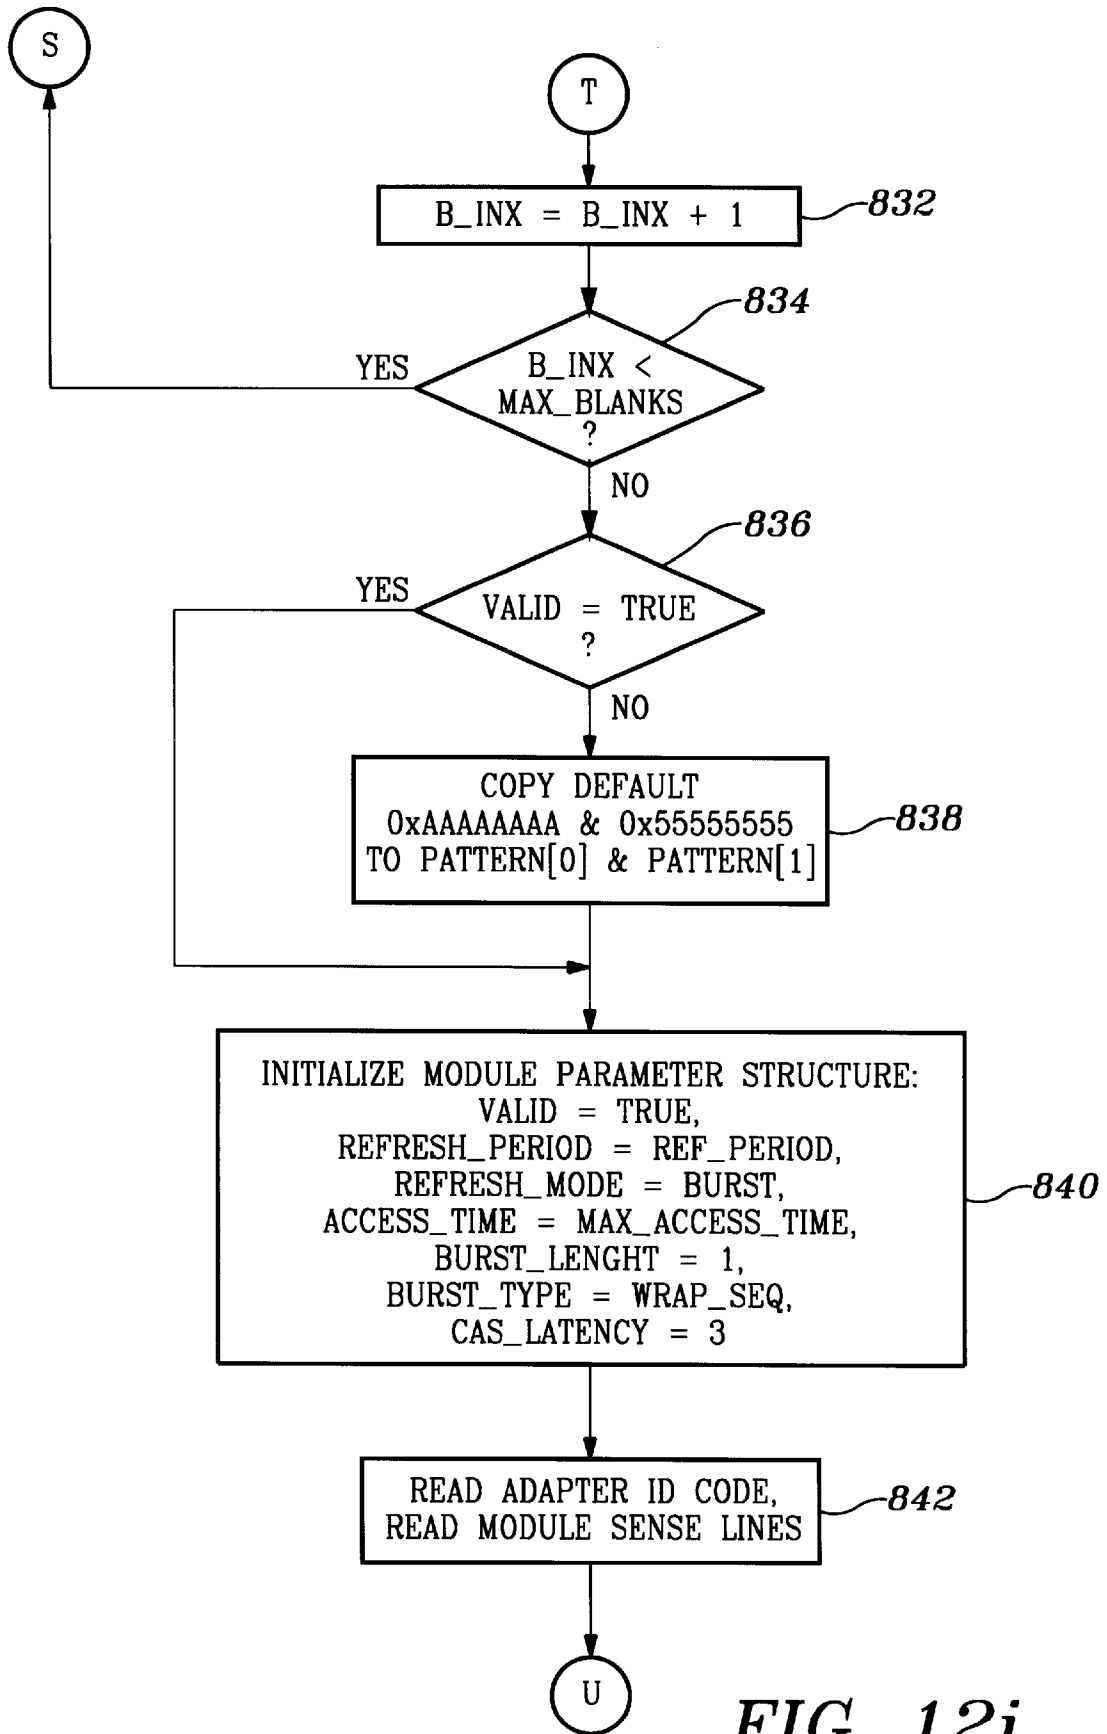 S
T
B_INX = B_INX + 1
832
834
YES
B_INX <
MAX_BLANKS
?
NO
836
YES
VALID = TRUE
?
NO
COPY DEFAULT
0xAAAAAAAA & 0x55555555
TO PATTERN[0] & PATTERN[1]
838
INITIALIZE MODULE PARAMETER STRUCTURE:
VALID = TRUE,
REFRESH_PERIOD = REF_PERIOD,
REFRESH_MODE = BURST,
ACCESS_TIME = MAX_ACCESS_TIME,
BURST_LENGHT = 1,
BURST_TYPE = WRAP_SEQ,
CAS_LATENCY = 3
840
READ ADAPTER ID CODE,
READ MODULE SENSE LINES
842
U
FIG. 12i